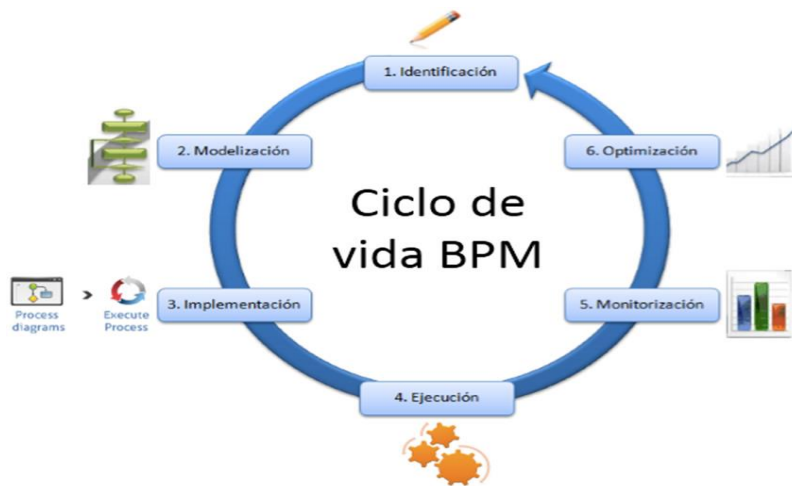 1. Identificación
2. Modelización
6. Optimización
Ciclo de
vida BPM
3. Implementación
5. Monitorización
Process
diagrams
Execute
Process
4. Ejecución